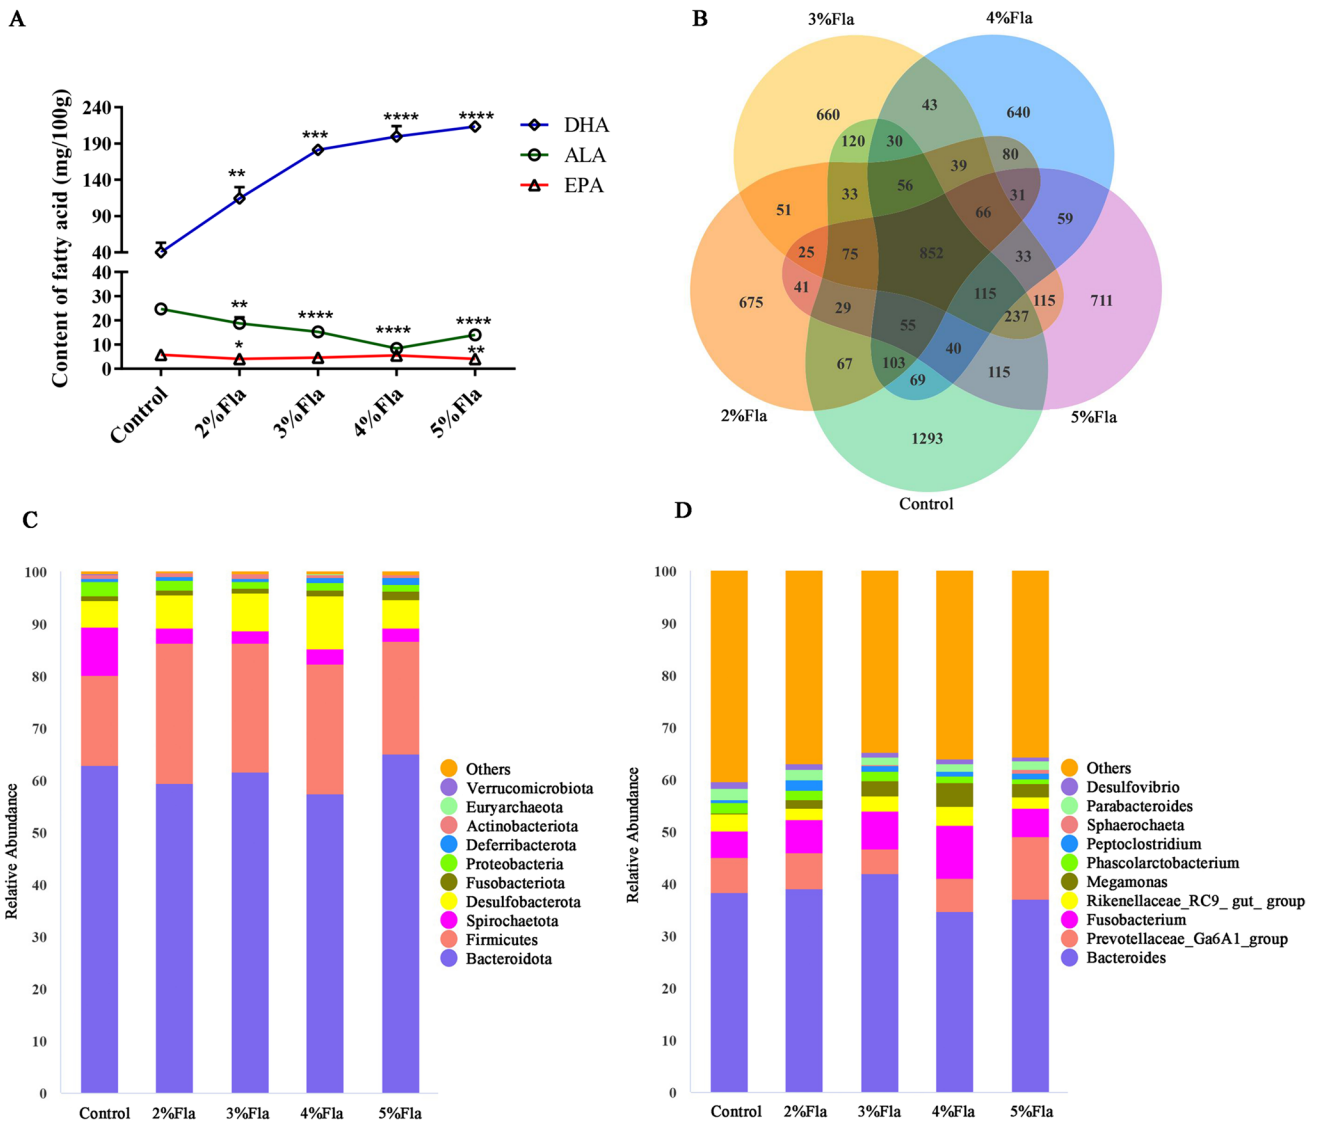 A
Content of fatty acid (mg/100g)
240
190
140
90
40
40
30
20
10
0
**
***
****
****
**
****
****
****
*
**
DHA
ALA
EPA
Control
2%Fla
3%Fla
4%Fla
5%Fla
B
3%Fla
4%Fla
660
43
640
120
30
39
80
33
56
31
51
66
59
25
75
852
33
41
29
115
115
675
711
55
237
67
103
40
69
115
2%Fla
5%Fla
1293
Control
C
Relative Abundance
100
90
80
70
60
50
40
30
20
10
0
Control
2%Fla
3%Fla
4%Fla
5%Fla
Others
Verrucomicrobiota
Euryarchaeota
Actinobacteriota
Deferribacterota
Proteobacteria
Fusobacteriota
Desulfobacterota
Spirochaetota
Firmicutes
Bacteroidota
D
Relative Abundance
100
90
80
70
60
50
40
30
20
10
0
Control
2%Fla
3%Fla
4%Fla
5%Fla
Others
Desulfovibrio
Parabacteroides
Sphaerochaeta
Peptoclostridium
Phascolarctobacterium
Megamonas
Rikenellaceae_RC9_ gut_ group
Fusobacterium
Prevotellaceae_Ga6A1_group
Bacteroides